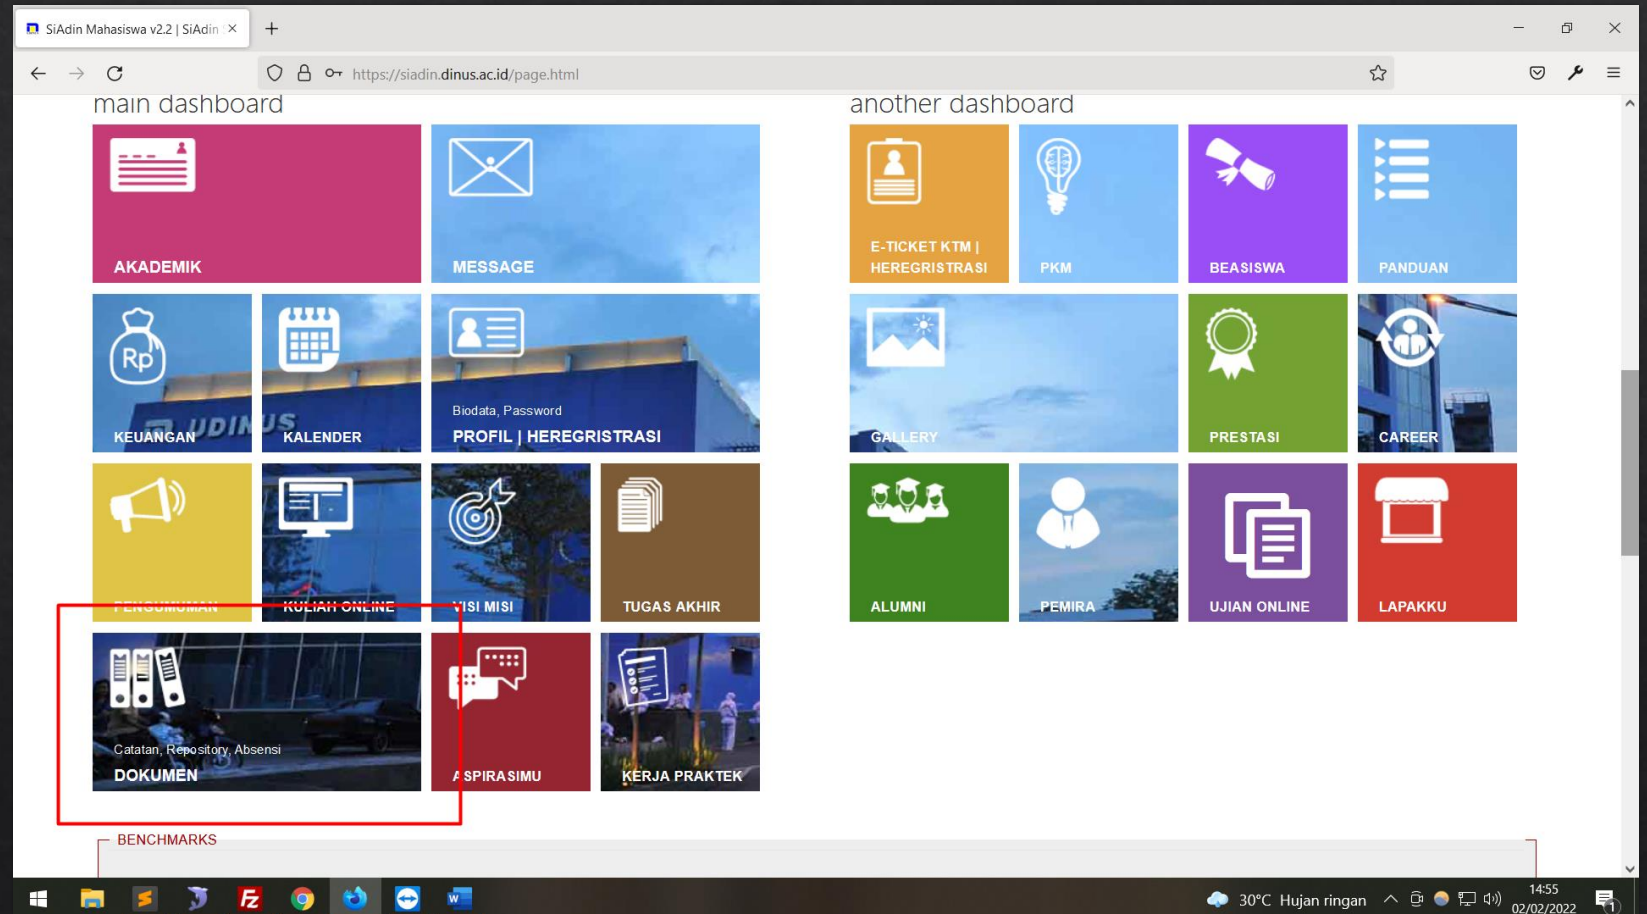 SiAdin Mahasiswa v2.2 | SiAdin
https://siadin.dinus.ac.id/page.html
main dashboard
AKADEMIK
MESSAGE
Rp
KEUANGAN
UDINUS
KALENDER
Biodata, Password
PROFIL | HEREGRISTRASI
PENGUMUMAN
KULIAH ONLINE
VISI MISI
TUGAS AKHIR
Catatan, Repository, Absensi
DOKUMEN
ASPIRASIMU
KERJA PRAKTEK
another dashboard
E-TICKET KTM |
HEREGRISTRASI
PKM
BEASISWA
PANDUAN
GALLERY
PRESTASI
CAREER
ALUMNI
PEMIRA
UJIAN ONLINE
LAPAKKU
BENCHMARKS
30°C Hujan ringan
14:55
02/02/2022
1